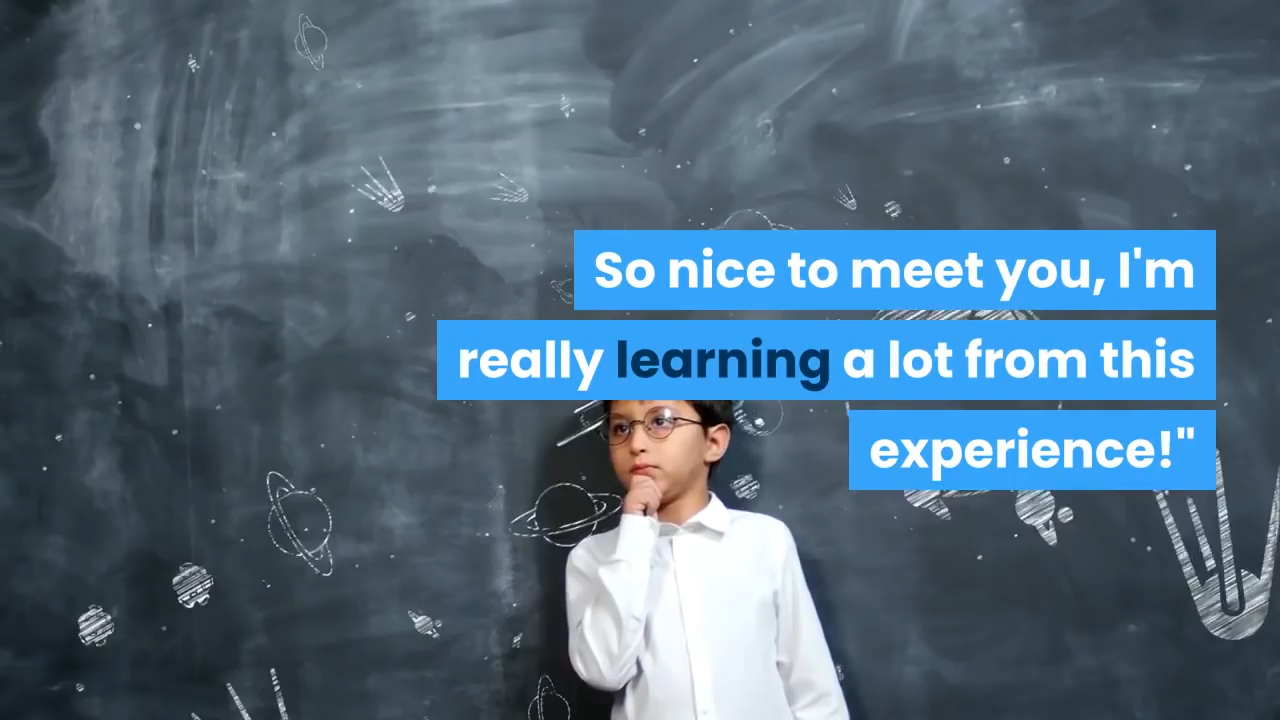 So nice to meet you, I'm
really learning a lot from this
experience!"